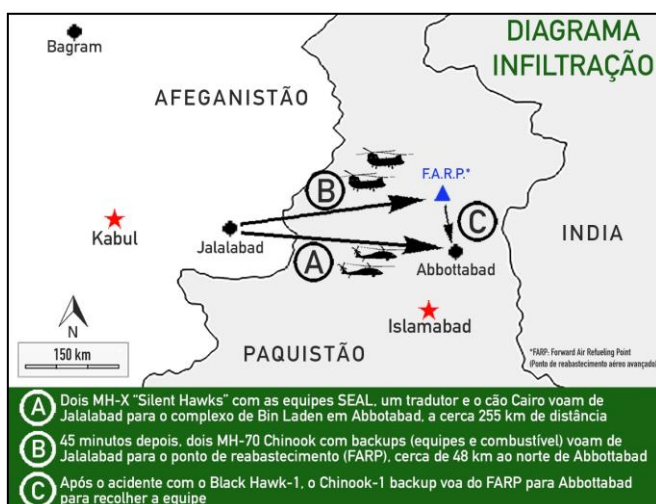 DIAGRAMA
INFILTRAÇÃO
Bagram
AFEGANISTÃO
B
F.A.R.P.*
C
Kabul
Jalalabad
INDIA
A
Abbottabad
N
Islamabad
150 km
PAQUISTÃO
*FARP: Forward Air Refueling Point
(Ponto de reabastecimento aéreo avançado)
A Dois MH-X “Silent Hawks” com as equipes SEAL, um tradutor e o cão Cairo voam de
Jalalabad para o complexo de Bin Laden em Abbotabad, a cerca 255 km de distância
B 45 minutos depois, dois MH-70 Chinook com backups (equipes e combustível) voam de
Jalalabad para o ponto de reabastecimento (FARP), cerca de 48 km ao norte de Abbottabad
C Após o acidente com o Black Hawk-1, o Chinook-1 backup voa do FARP para Abbottabad
para recolher a equipe